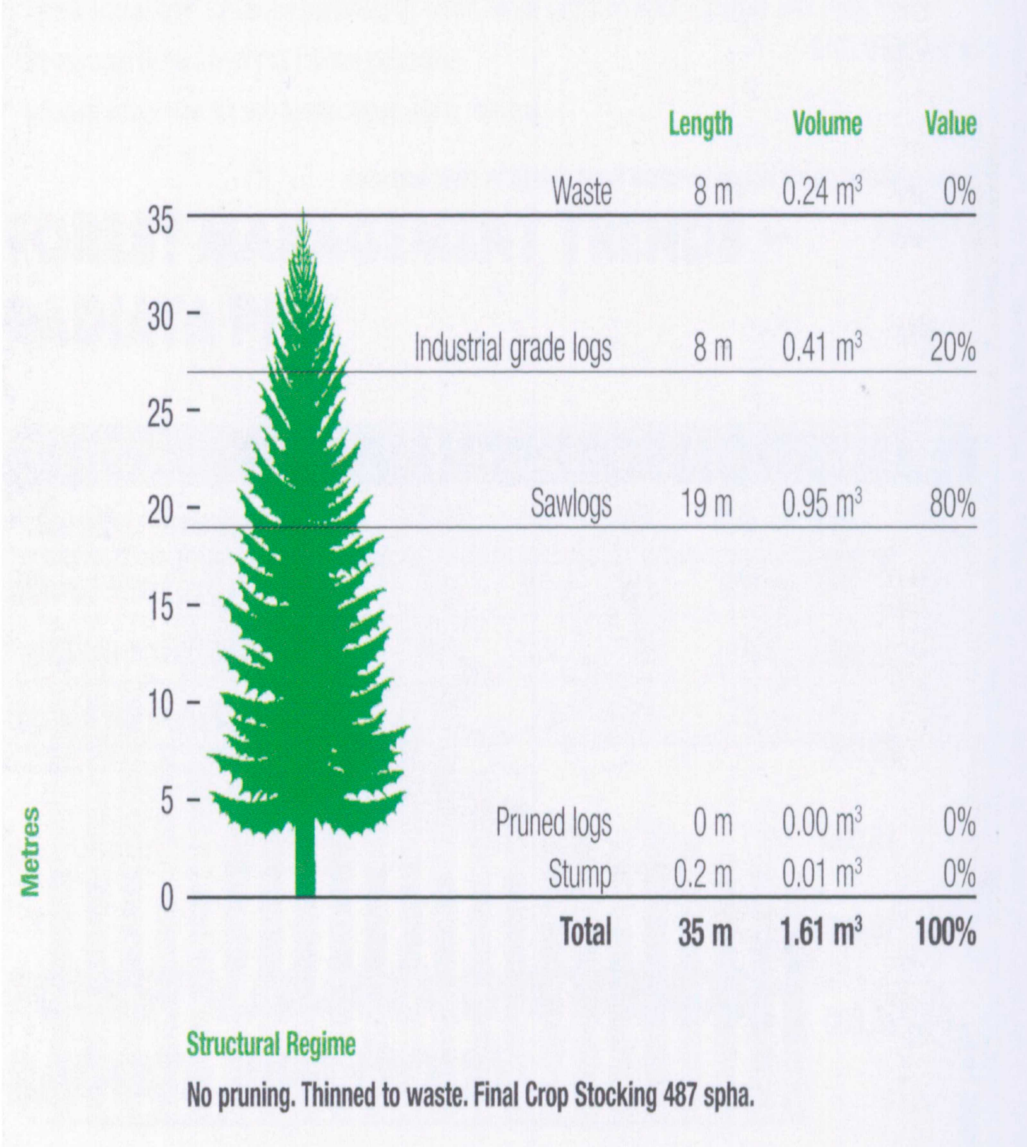 Length Volume Value
Waste 8 m 0.24 m³ 0%
35
30
Industrial grade logs 8 m 0.41 m³ 20%
25
20
Sawlogs 19 m 0.95 m³ 80%
15
10
5
Pruned logs 0 m 0.00 m³ 0%
Stump 0.2 m 0.01 m³ 0%
0
Metres
Total 35 m 1.61 m³ 100%
Structural Regime
No pruning. Thinned to waste. Final Crop Stocking 487 spha.